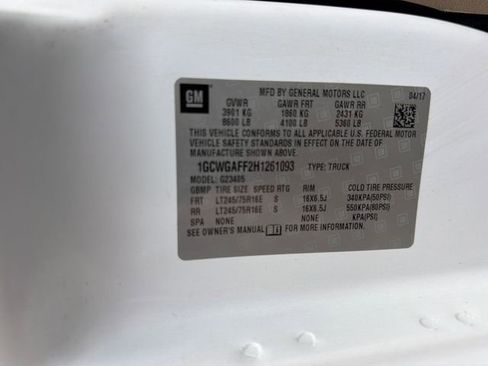 GM
MFD BY GENERAL MOTORS LLC 04/17
GVWR GAWR FRT GAWR RR
3901 KG 1860 KG 2431 KG
8600 LB 4100 LB 5360 LB
THIS VEHICLE CONFORMS TO ALL APPLICABLE U.S. FEDERAL MOTOR
VEHICLE SAFETY STANDARDS IN EFFECT ON THE DATE OF
MANUFACTURE SHOWN ABOVE.
1GCWGAFF2H1261093 TYPE: TRUCK
MODEL: G23405
GBMP TIRE SIZE SPEED RTG RIM COLD TIRE PRESSURE
FRT LT245/75R16E S 16X6.5J 340KPA(50PSI)
RR LT245/75R16E S 16X6.5J 550KPA(80PSI)
SPA NONE NONE KPA(PSI)
SEE OWNER'S MANUAL FOR MORE INFORMATION.